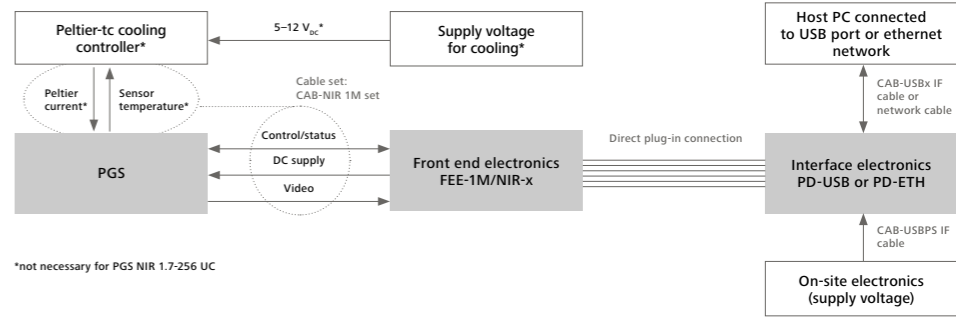 Peltier-tc cooling
controller*
5–12 VDC*
Supply voltage
for cooling*
Host PC connected
to USB port or ethernet
network
Peltier
current*
Sensor
temperature*
Cable set:
CAB-NIR 1M set
CAB-USBx IF
cable or
network cable
PGS
Control/status
DC supply
Video
Front end electronics
FEE-1M/NIR-x
Direct plug-in connection
Interface electronics
PD-USB or PD-ETH
CAB-USBPS IF
cable
*not necessary for PGS NIR 1.7-256 UC
On-site electronics
(supply voltage)